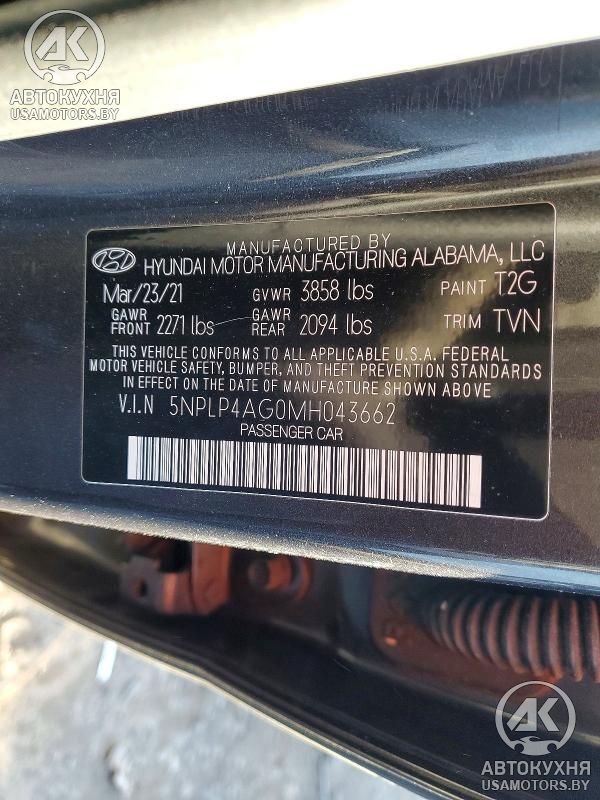 АК
АВТОКУХНЯ
USAMOTORS.BY
MANUFACTURED BY
HYUNDAI MOTOR MANUFACTURING ALABAMA, LLC
Mar/23/21 GVWR 3858 lbs PAINT T2G
GAWR FRONT 2271 lbs GAWR REAR 2094 lbs TRIM TVN
THIS VEHICLE CONFORMS TO ALL APPLICABLE U.S.A. FEDERAL
MOTOR VEHICLE SAFETY, BUMPER, AND THEFT PREVENTION STANDARDS
IN EFFECT ON THE DATE OF MANUFACTURE SHOWN ABOVE
V.I.N 5NPLP4AG0MH043662
PASSENGER CAR
АК
АВТОКУХНЯ
USAMOTORS.BY